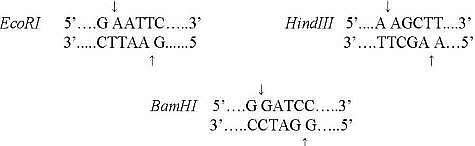 ↓ ↓
EcoRI 5’….G AATTC…..3’ HindIII 5’….A AGCTT….3’
3’.....CTTAA G......5 3’….TTCGA A…5’
↑ ↑
↓
BamHI 5’….G GATCC…..3’
3’…..CCTAG G…..5’
↑